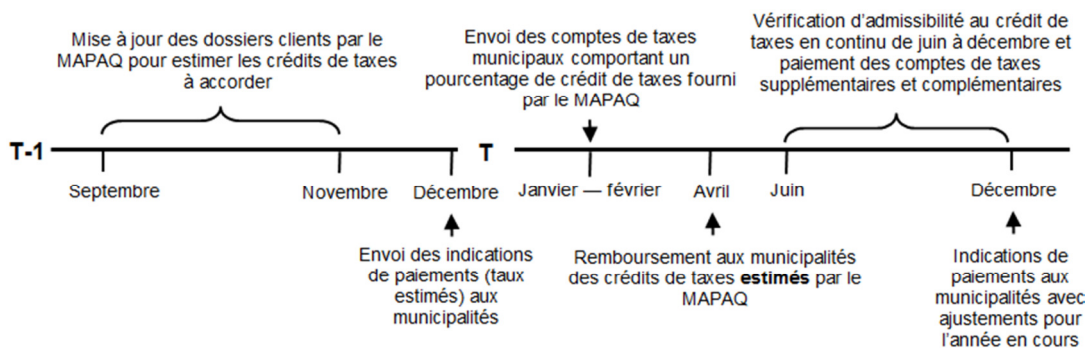 Mise à jour des dossiers clients par le
MAPAQ pour estimer les crédits de taxes
à accorder
Envoi des comptes de taxes
municipaux comportant un
pourcentage de crédit de taxes fourni
par le MAPAQ
Vérification d'admissibilité au crédit de
taxes en continu de juin à décembre et
paiement des comptes de taxes
supplémentaires et complémentaires
T-1
T
Septembre
Novembre
Décembre
Janvier — février
Avril
Juin
Décembre
Envoi des indications
de paiements (taux
estimés) aux
municipalités
Remboursement aux municipalités
des crédits de taxes estimés par le
MAPAQ
Indications de
paiements aux
municipalités avec
ajustements pour
l'année en cours